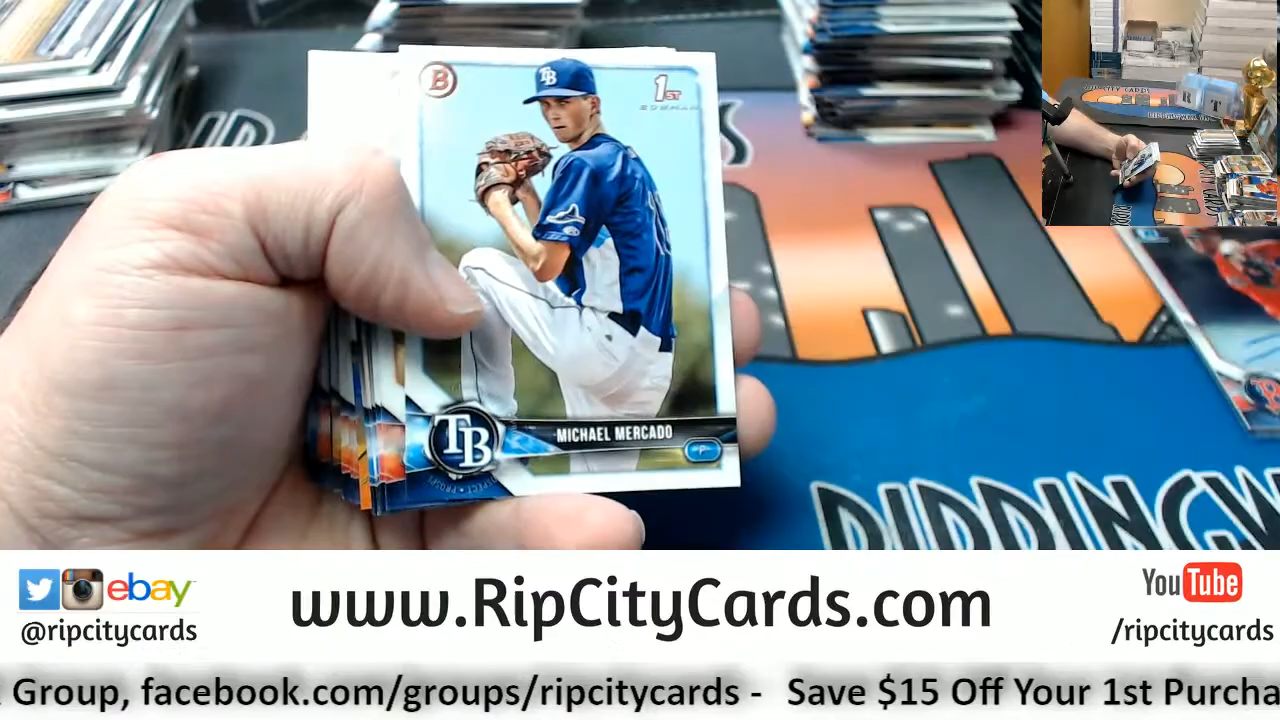 B
1ST
BOWMAN
TB
MICHAEL MERCADO
P
TB
RIPPINGW
ebay
@ripcitycards
www.RipCityCards.com
YouTube
/ripcitycards
Group, facebook.com/groups/ripcitycards - Save $15 Off Your 1st Purcha